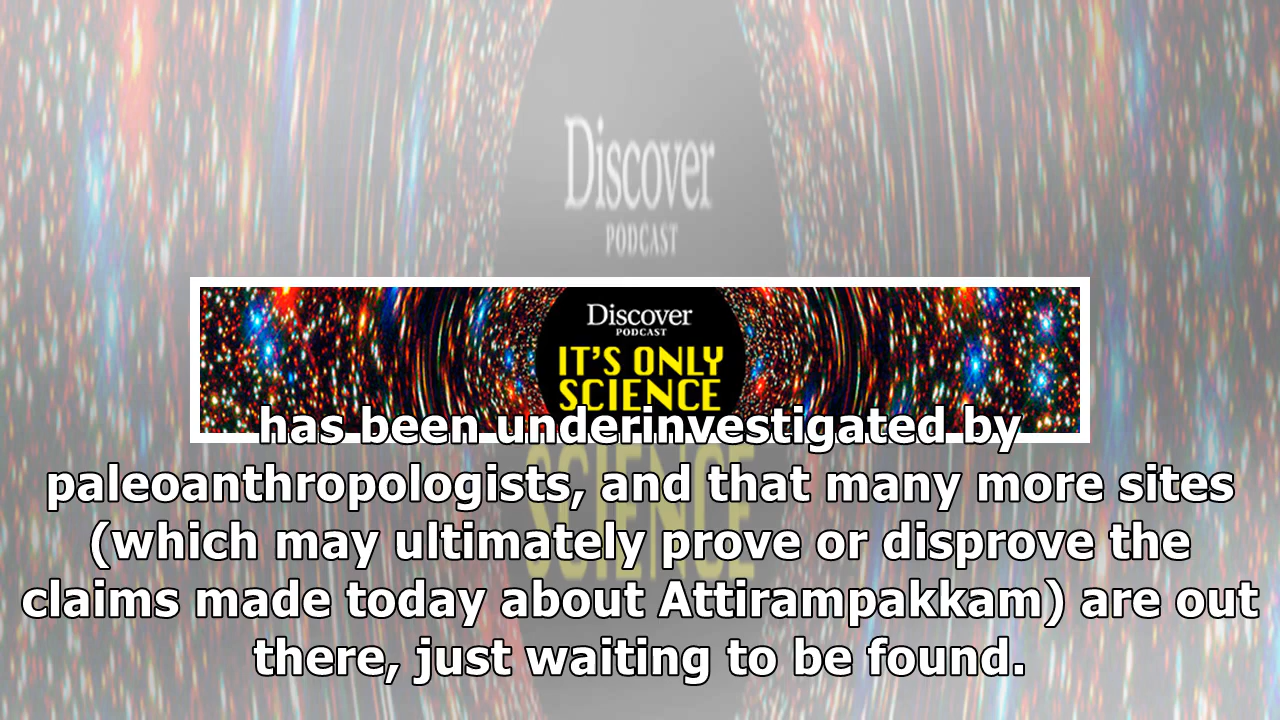 Discover
PODCAST
Discover
PODCAST
IT'S ONLY
SCIENCE
has been underinvestigated by
SCIENCE
paleoanthropologists, and that many more sites
(which may ultimately prove or disprove the
claims made today about Attirampakkam) are out
there, just waiting to be found.